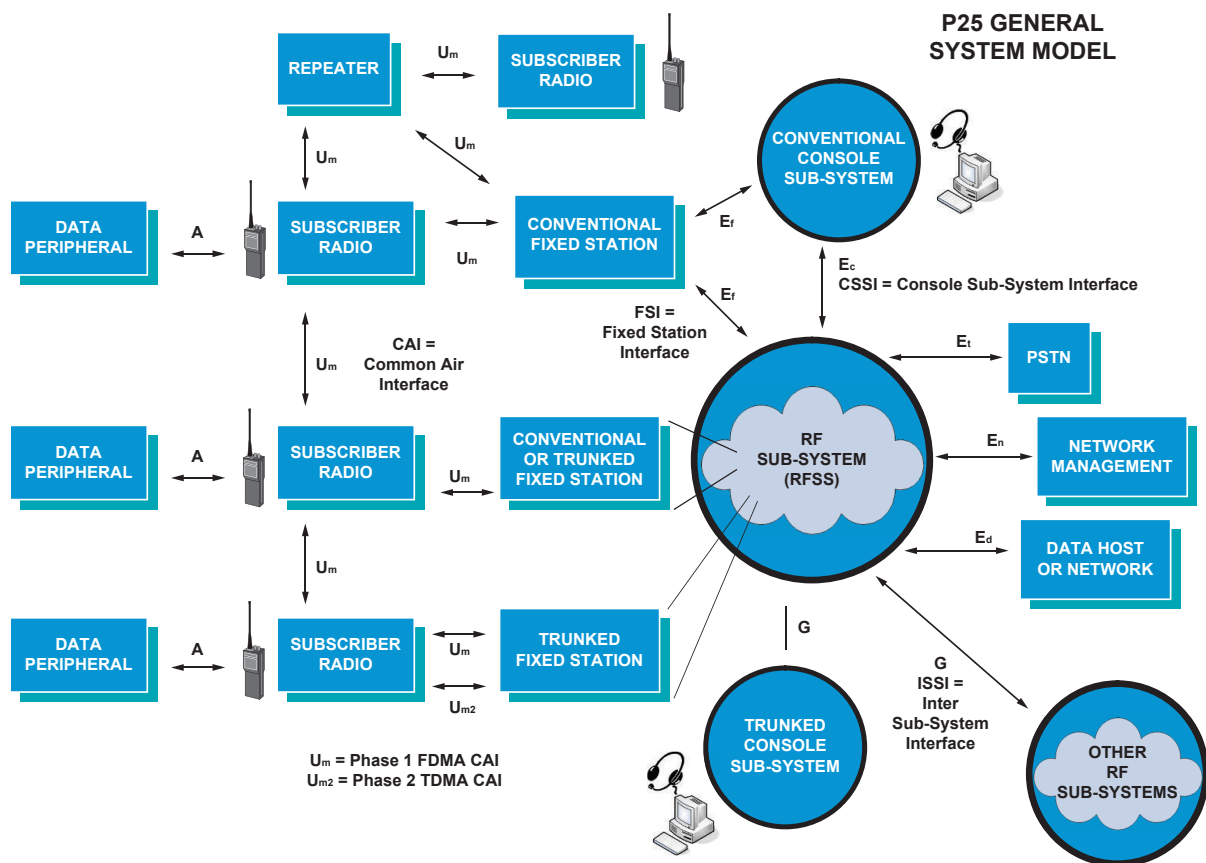 P25 GENERAL
SYSTEM MODEL
REPEATER
Um
SUBSCRIBER
RADIO
Um
Um
CONVENTIONAL
CONSOLE
SUB-SYSTEM
DATA
PERIPHERAL
A
SUBSCRIBER
RADIO
Um
CONVENTIONAL
FIXED STATION
Ef
Ec
CSSI = Console Sub-System Interface
Ef
FSI =
Fixed Station
Interface
Um
CAI =
Common Air
Interface
Et
PSTN
DATA
PERIPHERAL
A
SUBSCRIBER
RADIO
Um
CONVENTIONAL
OR TRUNKED
FIXED STATION
RF
SUB-SYSTEM
(RFSS)
En
NETWORK
MANAGEMENT
Um
Ed
DATA HOST
OR NETWORK
DATA
PERIPHERAL
A
SUBSCRIBER
RADIO
Um
Um2
TRUNKED
FIXED STATION
G
G
ISSI =
Inter
Sub-System
Interface
TRUNKED
CONSOLE
SUB-SYSTEM
OTHER
RF
SUB-SYSTEMS
Um = Phase 1 FDMA CAI
Um2 = Phase 2 TDMA CAI